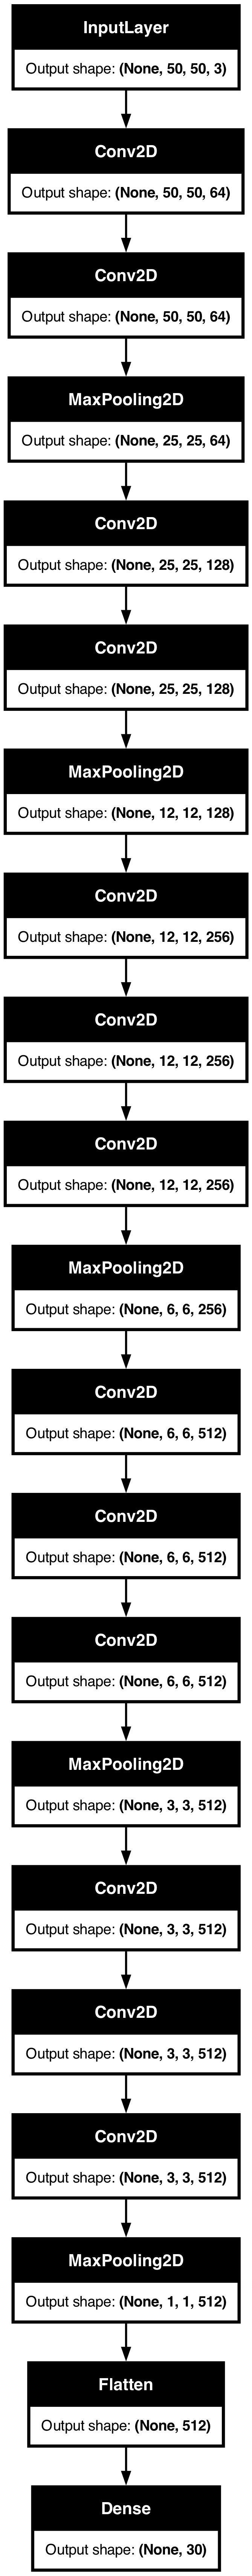 InputLayer
Output shape: (None, 50, 50, 3)
Conv2D
Output shape: (None, 50, 50, 64)
Conv2D
Output shape: (None, 50, 50, 64)
MaxPooling2D
Output shape: (None, 25, 25, 64)
Conv2D
Output shape: (None, 25, 25, 128)
Conv2D
Output shape: (None, 25, 25, 128)
MaxPooling2D
Output shape: (None, 12, 12, 128)
Conv2D
Output shape: (None, 12, 12, 256)
Conv2D
Output shape: (None, 12, 12, 256)
Conv2D
Output shape: (None, 12, 12, 256)
MaxPooling2D
Output shape: (None, 6, 6, 256)
Conv2D
Output shape: (None, 6, 6, 512)
Conv2D
Output shape: (None, 6, 6, 512)
Conv2D
Output shape: (None, 6, 6, 512)
MaxPooling2D
Output shape: (None, 3, 3, 512)
Conv2D
Output shape: (None, 3, 3, 512)
Conv2D
Output shape: (None, 3, 3, 512)
Conv2D
Output shape: (None, 3, 3, 512)
MaxPooling2D
Output shape: (None, 1, 1, 512)
Flatten
Output shape: (None, 512)
Dense
Output shape: (None, 30)